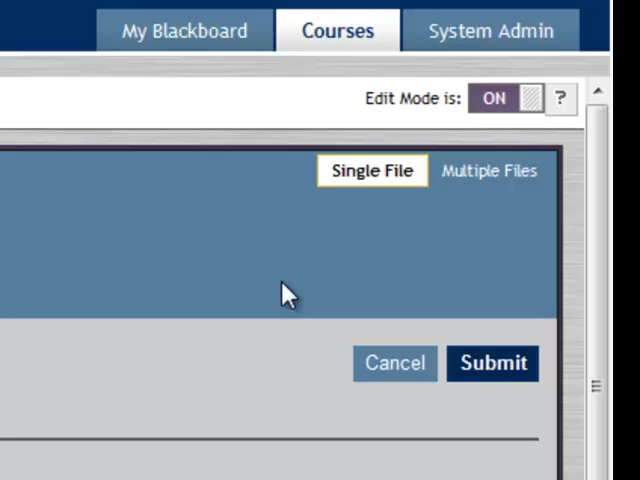 My Blackboard Courses System Admin
Edit Mode is: ON ?
Single File Multiple Files
Cancel Submit